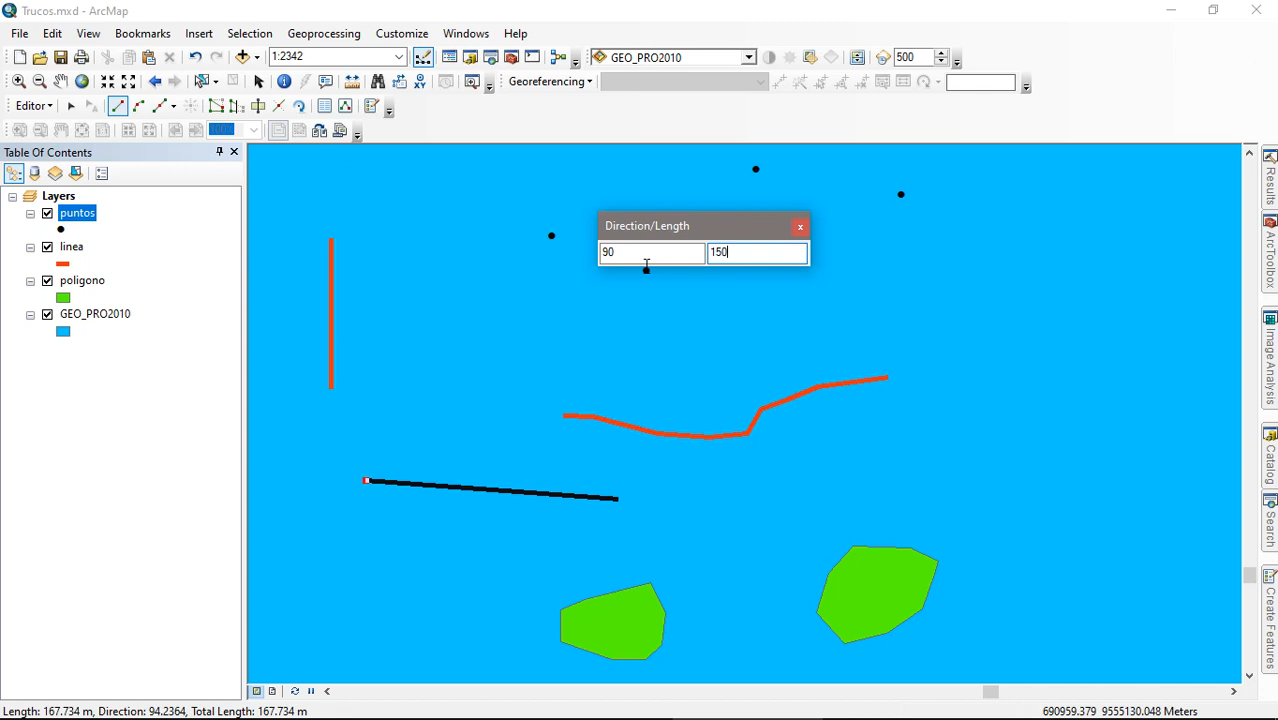 Trucos.mxd - ArcMap
File Edit View Bookmarks Insert Selection Geoprocessing Customize Windows Help
1:2342 GEO_PRO2010 500
Georeferencing
Editor
100%
Table Of Contents
Layers
puntos
linea
poligono
GEO_PRO2010
Direction/Length
90 150
Results
ArcToolbox
Image Analysis
Catalog
Search
Create Features
Length: 167.734 m, Direction: 94.2364, Total Length: 167.734 m 690959.379 9555130.048 Meters